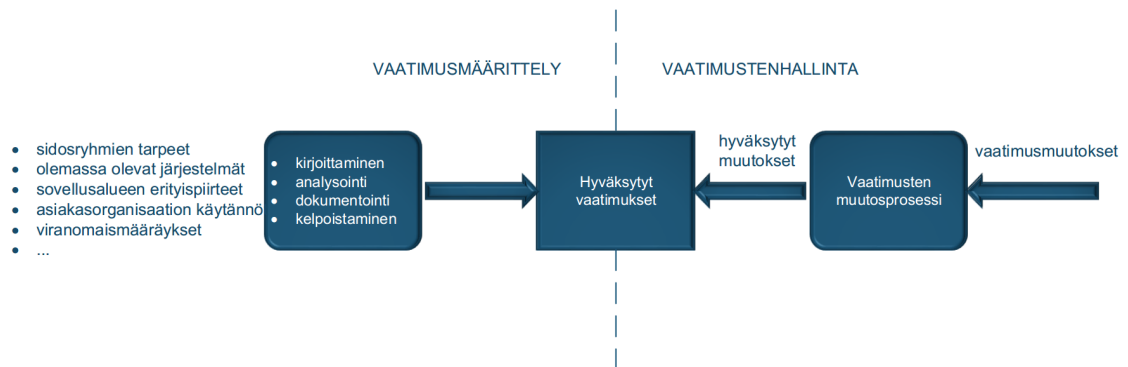 VAATIMUSMÄÄRITTELY
VAATIMUSTENHALLINTA
• sidosryhmien tarpeet
• olemassa olevat järjestelmät
• sovellusalueen erityispiirteet
• asiakasorganisaation käytännö
• viranomaismääräykset
• ...
• kirjoittaminen
• analysointi
• dokumentointi
• kelpoistaminen
Hyväksytyt
vaatimukset
hyväksytyt
muutokset
Vaatimusten
muutosprosessi
vaatimusmuutokset